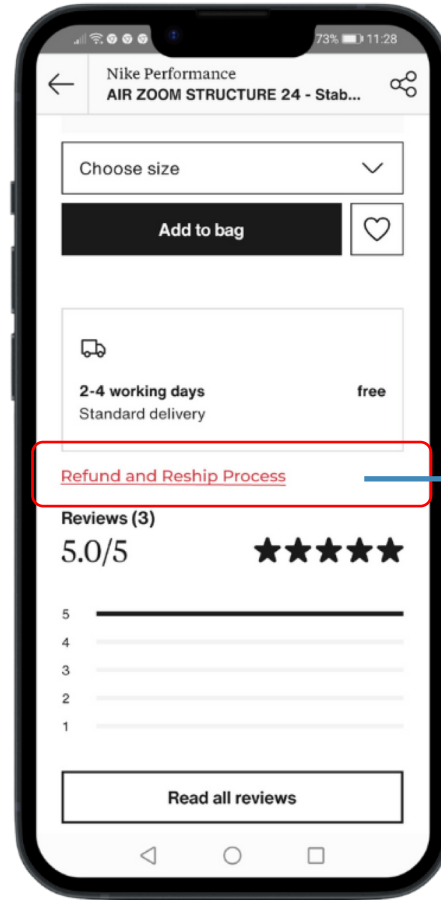 73% 11:28
Nike Performance
AIR ZOOM STRUCTURE 24 - Stab...
Choose size
Add to bag
2-4 working days free
Standard delivery
Refund and Reship Process
Reviews (3)
5.0/5
5
4
3
2
1
Read all reviews